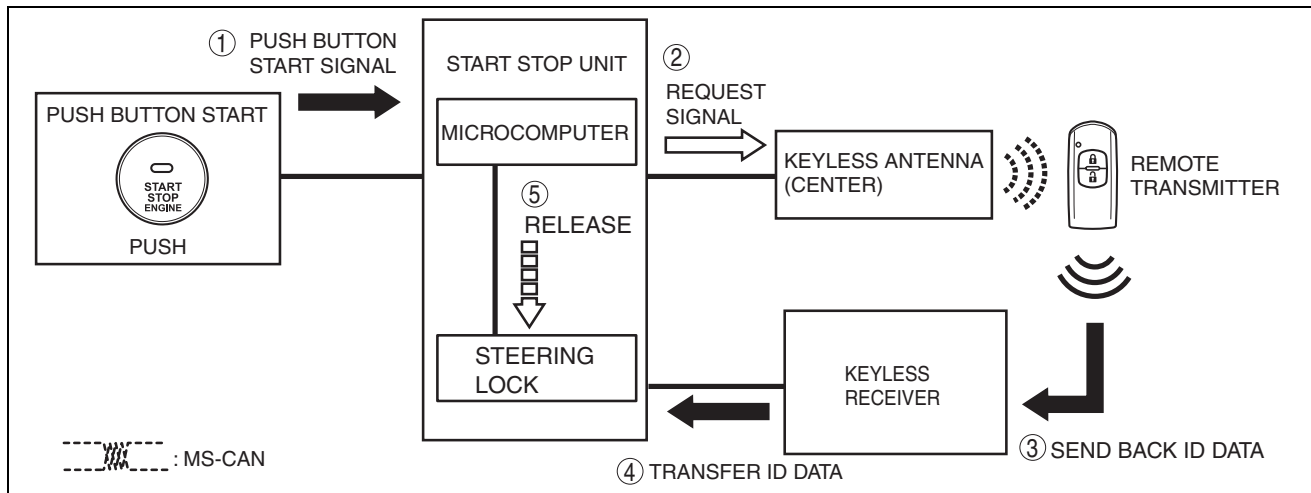 ① PUSH BUTTON
START SIGNAL
PUSH BUTTON START
START
STOP
ENGINE
PUSH
START STOP UNIT
MICROCOMPUTER
⑤
RELEASE
STEERING
LOCK
②
REQUEST
SIGNAL
KEYLESS ANTENNA
(CENTER)
REMOTE
TRANSMITTER
KEYLESS
RECEIVER
③ SEND BACK ID DATA
④ TRANSFER ID DATA
: MS-CAN